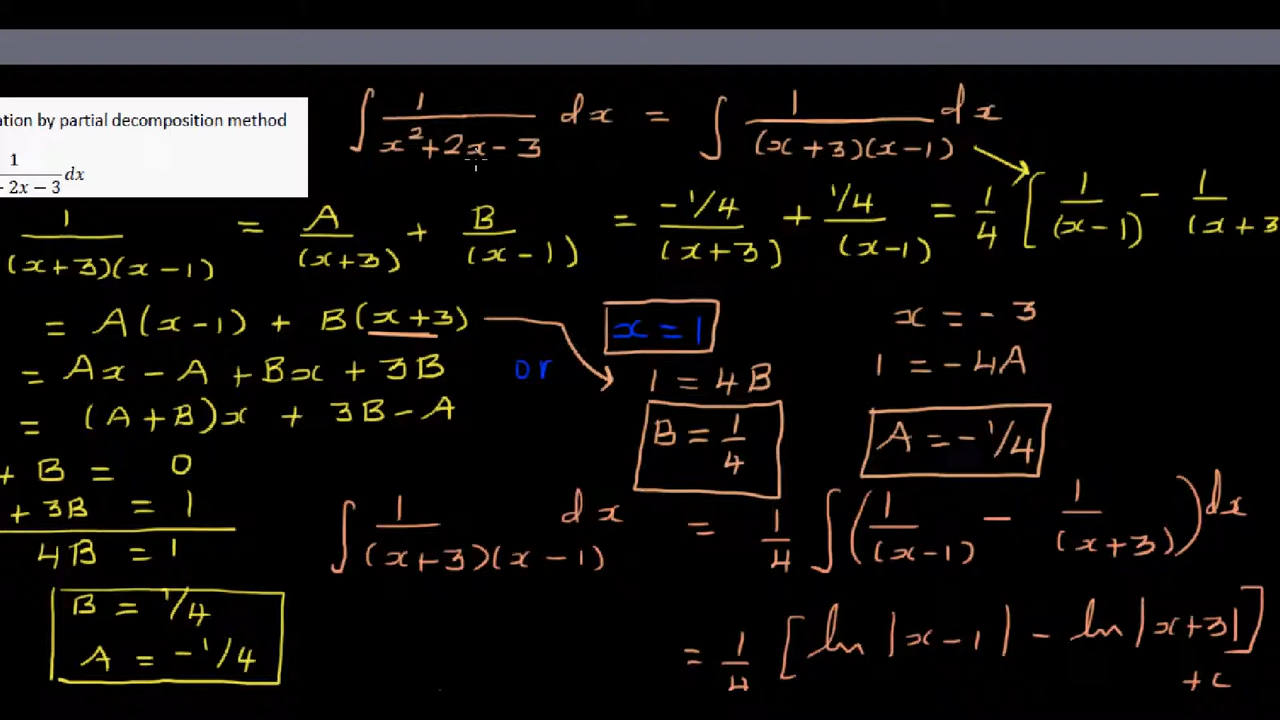 ation by partial decomposition method
1
- 2x − 3 dx
∫ 1/(x²+2x-3) dx = ∫ 1/((x+3)(x-1)) dx
1/((x+3)(x-1)) = A/(x+3) + B/(x-1) = -1/4/(x+3) + 1/4/(x-1) = 1/4 [ 1/(x-1) - 1/(x+3
= A(x-1) + B(x+3)
= Ax - A + Bx + 3B
= (A+B)x + 3B - A
+ B = 0
+ 3B = 1
4B = 1
B = 1/4
A = -1/4
or
x = 1
1 = 4B
B = 1/4
x = -3
1 = -4A
A = -1/4
∫ 1/((x+3)(x-1)) dx = 1/4 ∫ ( 1/(x-1) - 1/(x+3) ) dx
= 1/4 [ ln |x-1| - ln |x+3| ]
+ c